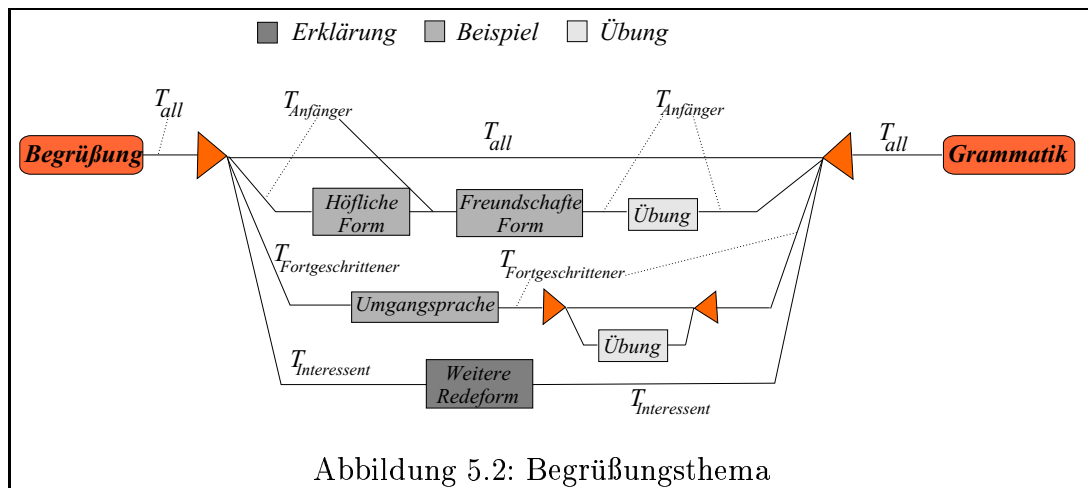 Erklärung Beispiel Übung
T_all
T_Anfänger
T_all
T_Anfänger
T_all
Begrüßung
Grammatik
Höfliche
Form
Freundschafte
Form
Übung
T_Fortgeschrittener
T_Fortgeschrittener
Umgangsprache
Übung
T_Interessent
Weitere
Redeform
T_Interessent
Abbildung 5.2: Begrüßungsthema